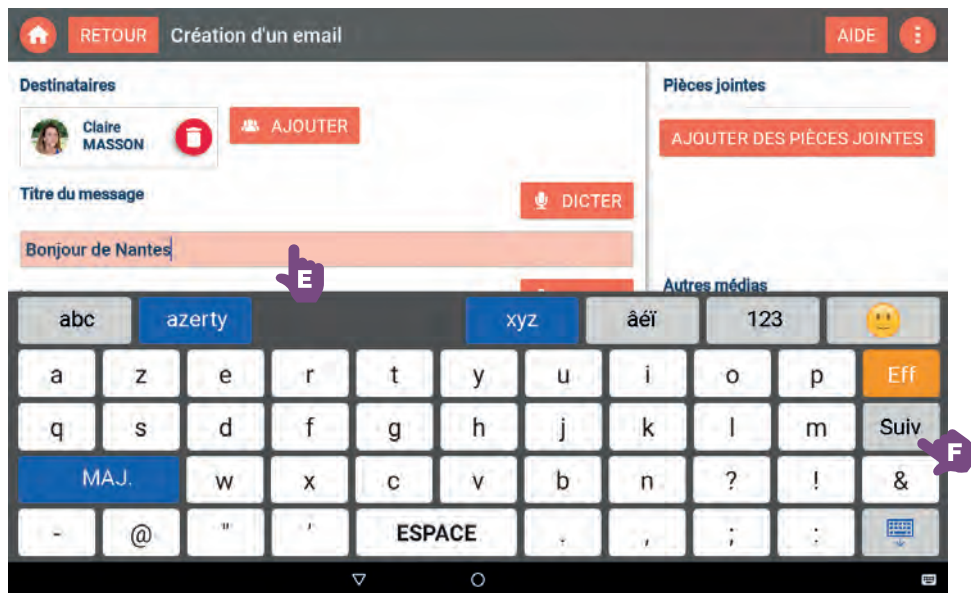 RETOUR Création d'un email AIDE
Destinataires
Claire
MASSON
AJOUTER
Titre du message
DICTER
Bonjour de Nantes
E
Pièces jointes
AJOUTER DES PIÈCES JOINTES
Autres médias
abc azerty xyz âéï 123
a z e r t y u i o p Eff
q s d f g h j k l m Suiv
F
MAJ. w x c v b n ? ! &
- @ " ' ESPACE . , ; :